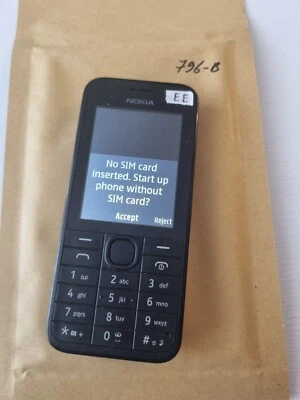 796-B
EE
NOKIA
No SIM card
inserted. Start up
phone without
SIM card?
Accept Reject
1 2 abc 3 def
4 ghi 5 jkl 6 mno
7 pqrs 8 tuv 9 wxyz
* 0 #